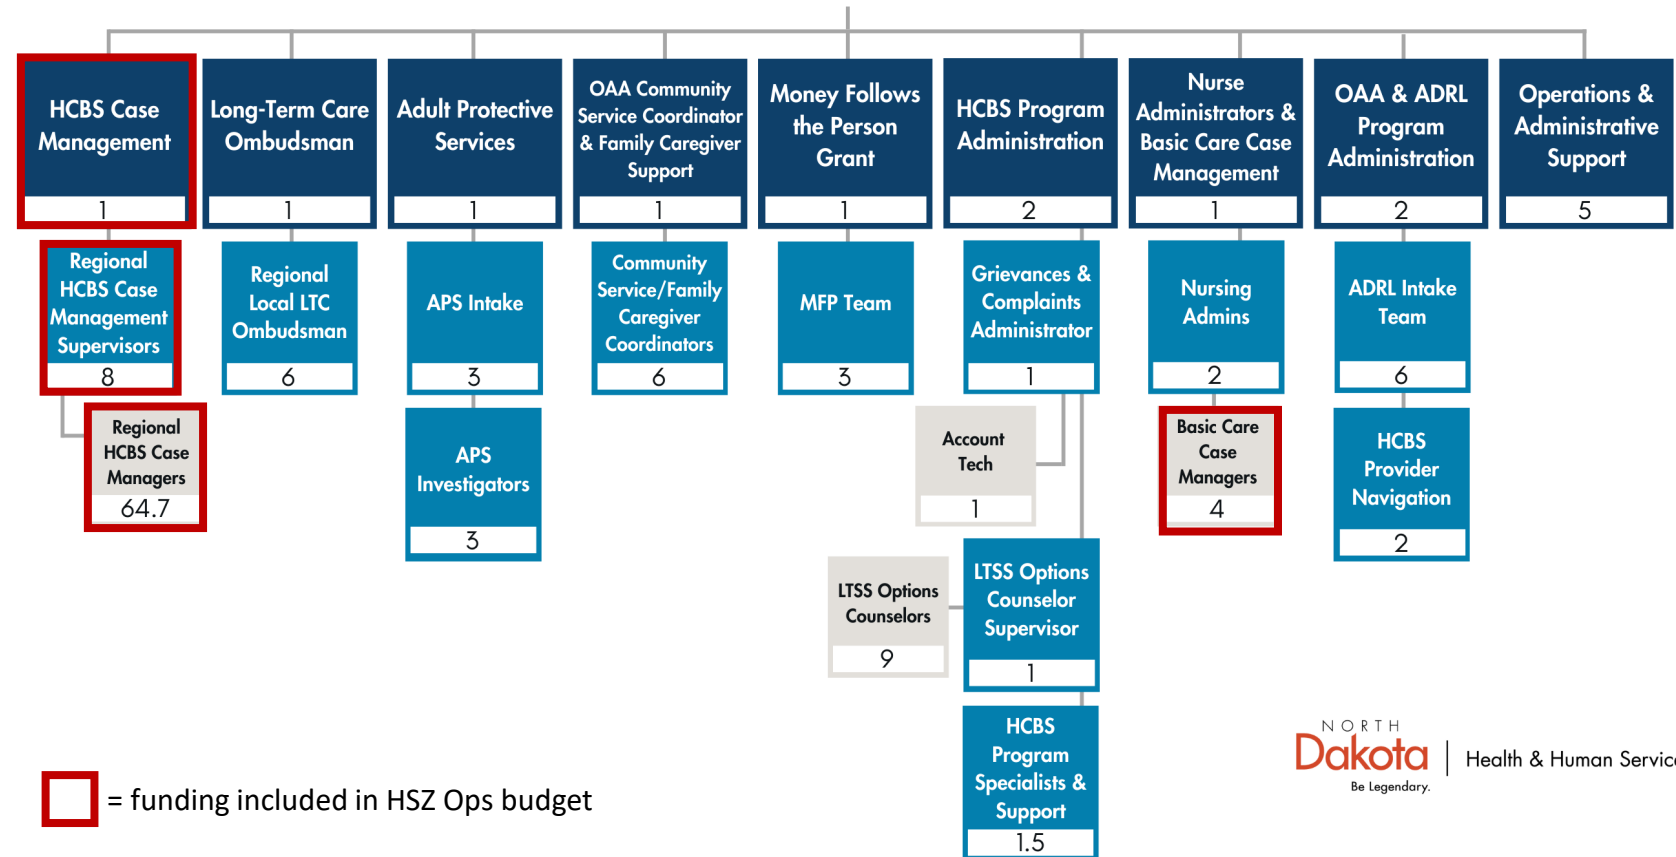 HCBS Case
Management
1
Long-Term Care
Ombudsman
1
Adult Protective
Services
1
OAA Community
Service Coordinator
& Family Caregiver
Support
1
Money Follows
the Person
Grant
1
HCBS Program
Administration
2
Nurse
Administrators &
Basic Care Case
Management
1
OAA & ADRL
Program
Administration
2
Operations &
Administrative
Support
5
Regional
HCBS Case
Management
Supervisors
8
Regional
Local LTC
Ombudsman
6
APS Intake
3
Community
Service/Family
Caregiver
Coordinators
6
MFP Team
3
Grievances &
Complaints
Administrator
1
Nursing
Admins
2
ADRL Intake
Team
6
Regional
HCBS Case
Managers
64.7
APS
Investigators
3
Account
Tech
1
Basic Care
Case
Managers
4
HCBS
Provider
Navigation
2
LTSS Options
Counselors
9
LTSS Options
Counselor
Supervisor
1
HCBS
Program
Specialists &
Support
1.5
= funding included in HSZ Ops budget
NORTH
Dakota
Be Legendary.
Health & Human Servic